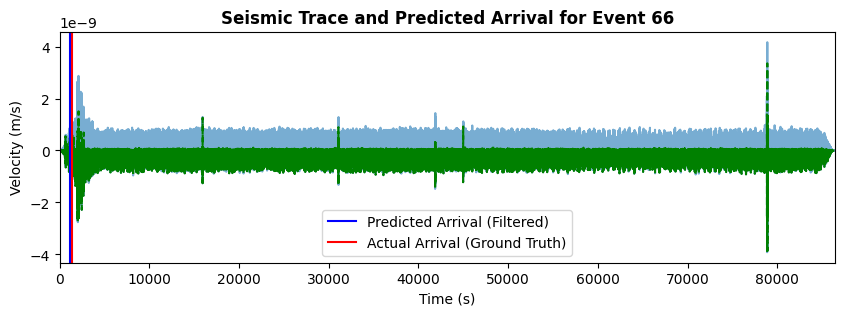 Seismic Trace and Predicted Arrival for Event 66
1e−9
4
2
0
−2
−4
Velocity (m/s)
Predicted Arrival (Filtered)
Actual Arrival (Ground Truth)
0 10000 20000 30000 40000 50000 60000 70000 80000
Time (s)